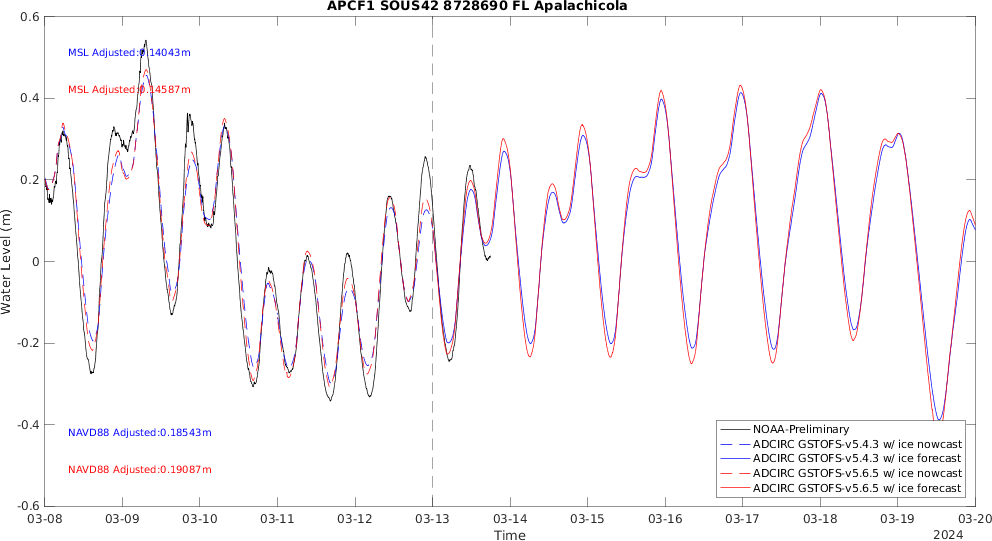 APCF1 SOUS42 8728690 FL Apalachicola
0.6
0.4
0.2
0
-0.2
-0.4
-0.6
Water Level (m)
MSL Adjusted:0.14043m
MSL Adjusted:0.14587m
NAVD88 Adjusted:0.18543m
NAVD88 Adjusted:0.19087m
NOAA-Preliminary
ADCIRC GSTOFS-v5.4.3 w/ ice nowcast
ADCIRC GSTOFS-v5.4.3 w/ ice forecast
ADCIRC GSTOFS-v5.6.5 w/ ice nowcast
ADCIRC GSTOFS-v5.6.5 w/ ice forecast
03-08 03-09 03-10 03-11 03-12 03-13 03-14 03-15 03-16 03-17 03-18 03-19 03-20
Time
2024